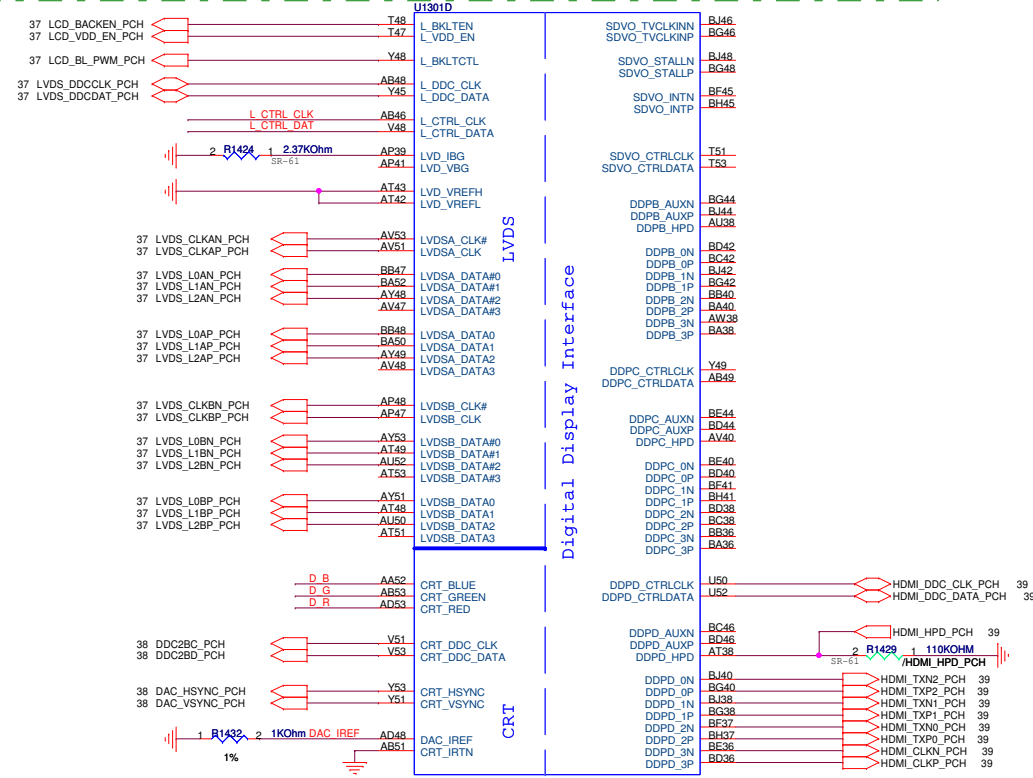 U1301D
37 LCD_BACKEN_PCH T48 L_BKLTEN SDVO_TVCLKINN BJ46
37 LCD_VDD_EN_PCH T47 L_VDD_EN SDVO_TVCLKINP BG46
37 LCD_BL_PWM_PCH Y48 L_BKLTCTL SDVO_STALLN BJ48
SDVO_STALLP BG48
37 LVDS_DDCCLK_PCH AB48 L_DDC_CLK
37 LVDS_DDCDAT_PCH Y45 L_DDC_DATA SDVO_INTN BF45
SDVO_INTP BH45
L_CTRL_CLK AB46 L_CTRL_CLK
L_CTRL_DAT V48 L_CTRL_DATA
2 R1424 1 2.37KOhm AP39 LVD_IBG SDVO_CTRLCLK T51
SR-61 AP41 LVD_VBG SDVO_CTRLDATA T53
AT43 LVD_VREFH
AT42 LVD_VREFL DDPB_AUXN BG44
DDPB_AUXP BJ44
DDPB_HPD AU38
LVDS
37 LVDS_CLKAN_PCH AV53 LVDSA_CLK#
37 LVDS_CLKAP_PCH AV51 LVDSA_CLK DDPB_0N BD42
DDPB_0P BC42
37 LVDS_L0AN_PCH BB47 LVDSA_DATA#0 DDPB_1N BJ42
37 LVDS_L1AN_PCH BA52 LVDSA_DATA#1 DDPB_1P BG42
37 LVDS_L2AN_PCH AY48 LVDSA_DATA#2 DDPB_2N BB40
AV47 LVDSA_DATA#3 DDPB_2P BA40
DDPB_3N AW38
37 LVDS_L0AP_PCH BB48 LVDSA_DATA0 DDPB_3P BA38
37 LVDS_L1AP_PCH BA50 LVDSA_DATA1
37 LVDS_L2AP_PCH AY49 LVDSA_DATA2
AV48 LVDSA_DATA3 DDPC_CTRLCLK Y49
DDPC_CTRLDATA AB49
Digital Display Interface
37 LVDS_CLKBN_PCH AP48 LVDSB_CLK#
37 LVDS_CLKBP_PCH AP47 LVDSB_CLK DDPC_AUXN BE44
DDPC_AUXP BD44
37 LVDS_L0BN_PCH AY53 LVDSB_DATA#0 DDPC_HPD AV40
37 LVDS_L1BN_PCH AT49 LVDSB_DATA#1
37 LVDS_L2BN_PCH AU52 LVDSB_DATA#2 DDPC_0N BE40
AT53 LVDSB_DATA#3 DDPC_0P BD40
DDPC_1N BF41
37 LVDS_L0BP_PCH AY51 LVDSB_DATA0 DDPC_1P BH41
37 LVDS_L1BP_PCH AT48 LVDSB_DATA1 DDPC_2N BD38
37 LVDS_L2BP_PCH AU50 LVDSB_DATA2 DDPC_2P BC38
AT51 LVDSB_DATA3 DDPC_3N BB36
DDPC_3P BA36
D_B AA52 CRT_BLUE DDPD_CTRLCLK U50 HDMI_DDC_CLK_PCH 39
D_G AB53 CRT_GREEN DDPD_CTRLDATA U52 HDMI_DDC_DATA_PCH 39
D_R AD53 CRT_RED
DDPD_AUXN BC46 HDMI_HPD_PCH 39
38 DDC2BC_PCH V51 CRT_DDC_CLK DDPD_AUXP BD46
38 DDC2BD_PCH V53 CRT_DDC_DATA DDPD_HPD AT38 2 R1429 1 110KOHM
SR-61 /HDMI_HPD_PCH
CRT
DDPD_0N BJ40 HDMI_TXN2_PCH 39
38 DAC_HSYNC_PCH Y53 CRT_HSYNC DDPD_0P BG40 HDMI_TXP2_PCH 39
38 DAC_VSYNC_PCH Y51 CRT_VSYNC DDPD_1N BJ38 HDMI_TXN1_PCH 39
DDPD_1P BG38 HDMI_TXP1_PCH 39
DDPD_2N BF37 HDMI_TXN0_PCH 39
1 R1432 2 1KOhm DAC_IREF AD48 DAC_IREF DDPD_2P BH37 HDMI_TXP0_PCH 39
1% AB51 CRT_IRTN DDPD_3N BE36 HDMI_CLKN_PCH 39
DDPD_3P BD36 HDMI_CLKP_PCH 39